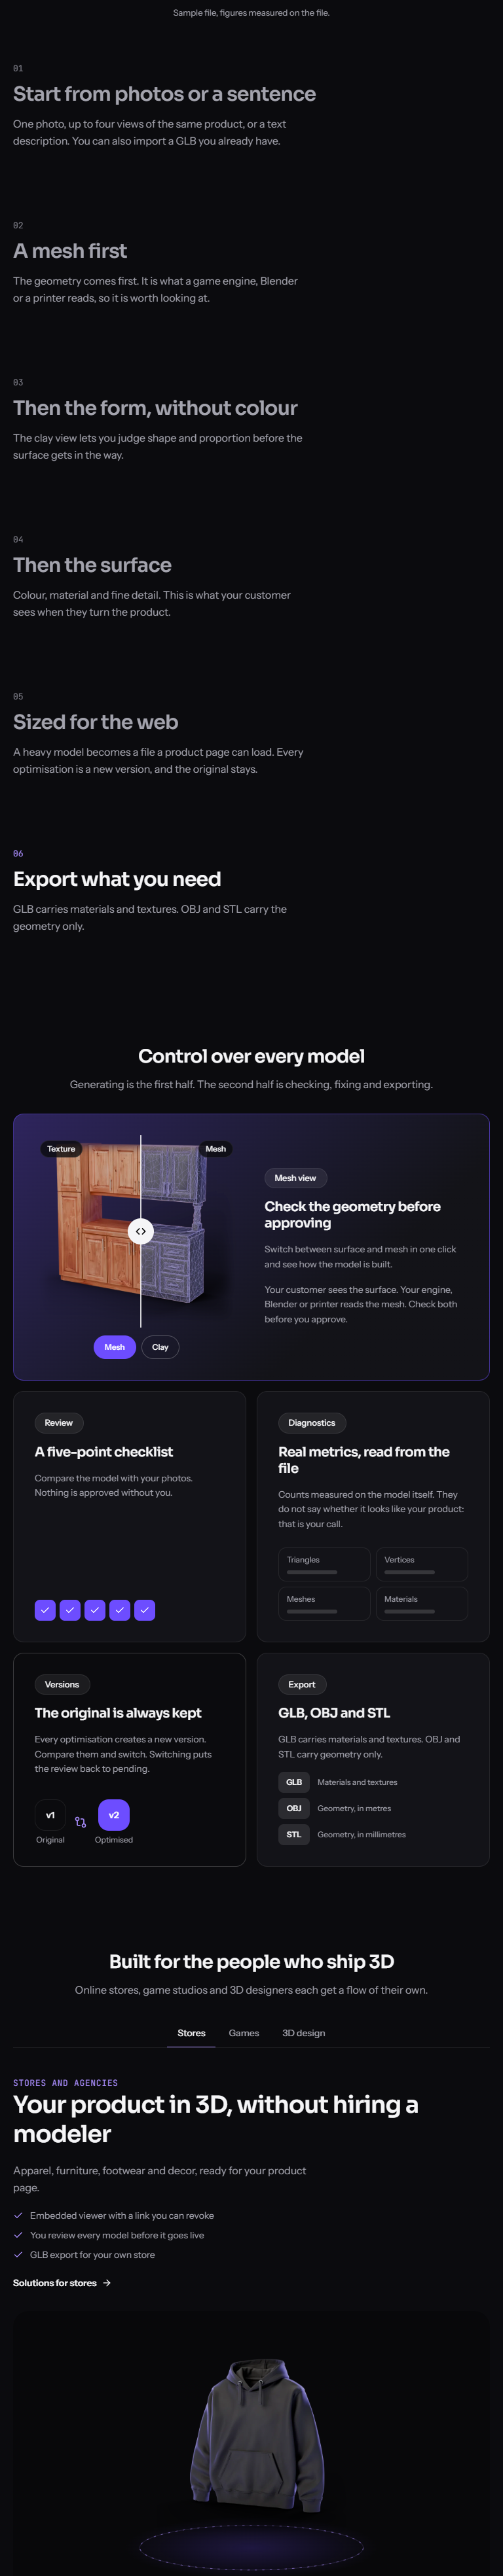 Sample file, figures measured on the file.
01
Start from photos or a sentence
One photo, up to four views of the same product, or a text
description. You can also import a GLB you already have.
02
A mesh first
The geometry comes first. It is what a game engine, Blender
or a printer reads, so it is worth looking at.
03
Then the form, without colour
The clay view lets you judge shape and proportion before the
surface gets in the way.
04
Then the surface
Colour, material and fine detail. This is what your customer
sees when they turn the product.
05
Sized for the web
A heavy model becomes a file a product page can load. Every
optimisation is a new version, and the original stays.
06
Export what you need
GLB carries materials and textures. OBJ and STL carry the
geometry only.
Control over every model
Generating is the first half. The second half is checking, fixing and exporting.
Texture
Mesh
Mesh
Clay
Mesh view
Check the geometry before
approving
Switch between surface and mesh in one click
and see how the model is built.
Your customer sees the surface. Your engine,
Blender or printer reads the mesh. Check both
before you approve.
Review
A five-point checklist
Compare the model with your photos.
Nothing is approved without you.
Diagnostics
Real metrics, read from the
file
Counts measured on the model itself. They
do not say whether it looks like your product:
that is your call.
Triangles
Vertices
Meshes
Materials
Versions
The original is always kept
Every optimisation creates a new version.
Compare them and switch. Switching puts
the review back to pending.
v1
v2
Original
Optimised
Export
GLB, OBJ and STL
GLB carries materials and textures. OBJ and
STL carry geometry only.
GLB Materials and textures
OBJ Geometry, in metres
STL Geometry, in millimetres
Built for the people who ship 3D
Online stores, game studios and 3D designers each get a flow of their own.
Stores
Games
3D design
STORES AND AGENCIES
Your product in 3D, without hiring a
modeler
Apparel, furniture, footwear and decor, ready for your product
page.
Embedded viewer with a link you can revoke
You review every model before it goes live
GLB export for your own store
Solutions for stores